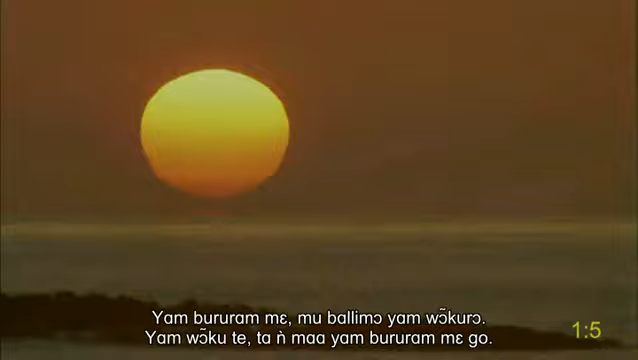 Yam bururam mɛ, mu ballimɔ yam wɔ̃kurɔ.
Yam wɔ̃ku te, ta ǹ maa yam bururam mɛ go.
1:5